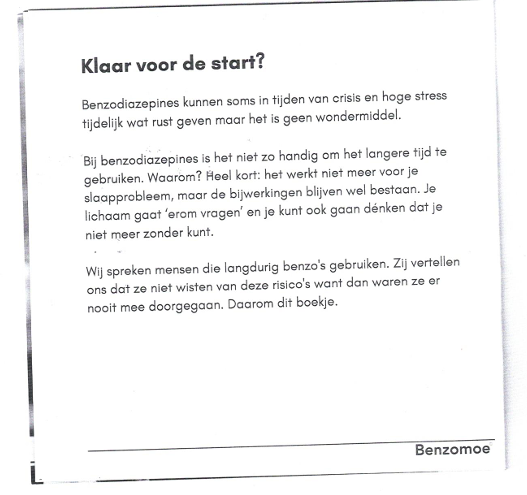 Klaar voor de start?
Benzodiazepines kunnen soms in tijden van crisis en hoge stress
tijdelijk wat rust geven maar het is geen wondermiddel.
Bij benzodiazepines is het niet zo handig om het langere tijd te
gebruiken. Waarom? Heel kort: het werkt niet meer voor je
slaapprobleem, maar de bijwerkingen blijven wel bestaan. Je
lichaam gaat ‘erom vragen’ en je kunt ook gaan dénken dat je
niet meer zonder kunt.
Wij spreken mensen die langdurig benzo's gebruiken. Zij vertellen
ons dat ze niet wisten van deze risico's want dan waren ze er
nooit mee doorgegaan. Daarom dit boekje.
Benzomoe